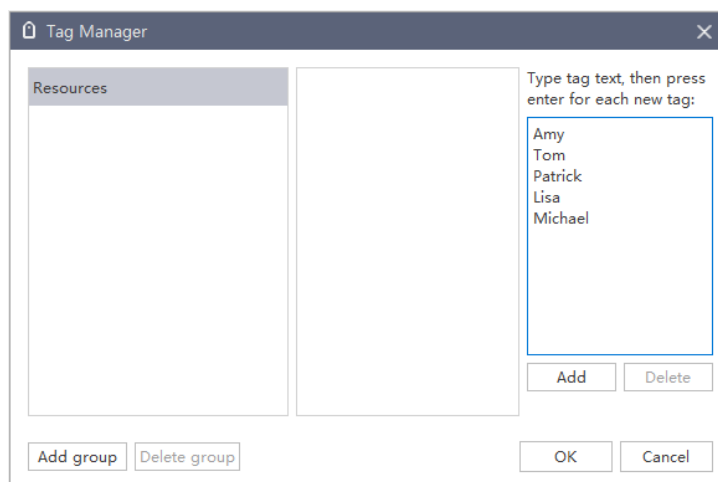 Tag Manager
Resources
Type tag text, then press
enter for each new tag:
Amy
Tom
Patrick
Lisa
Michael
Add
Delete
Add group
Delete group
OK
Cancel